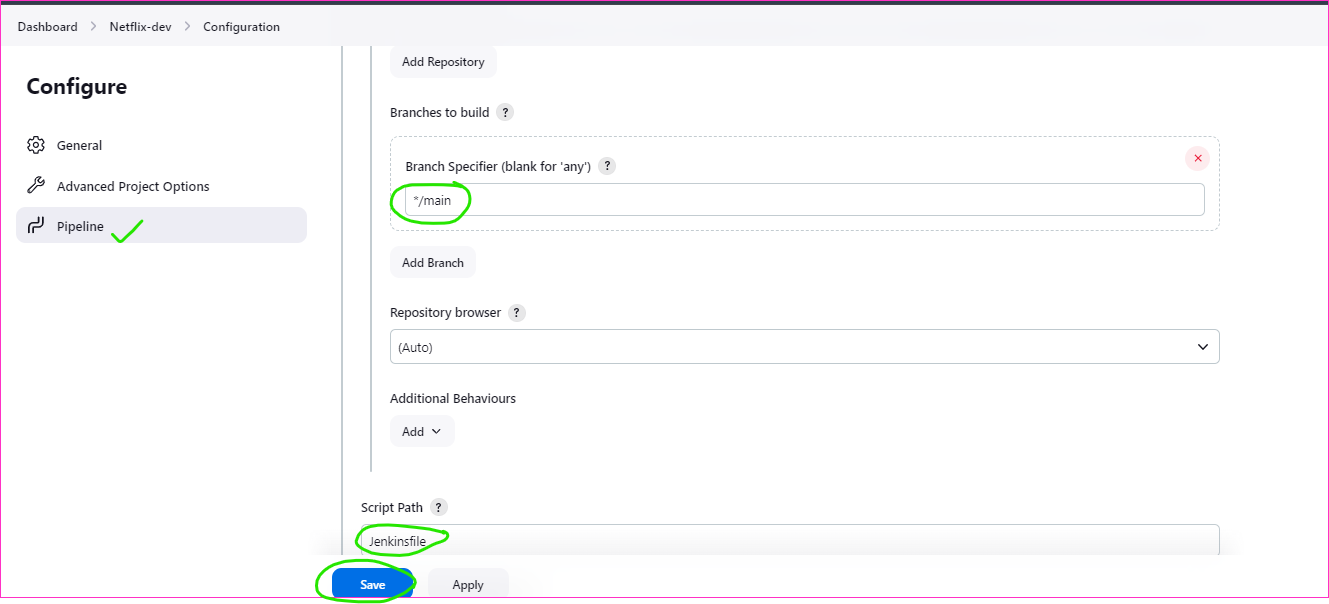 Dashboard > Netflix-dev > Configuration
Configure
General
Advanced Project Options
Pipeline
Add Repository
Branches to build ?
Branch Specifier (blank for 'any') ?
*/main
Add Branch
Repository browser ?
(Auto)
Additional Behaviours
Add
Script Path ?
Jenkinsfile
Save Apply